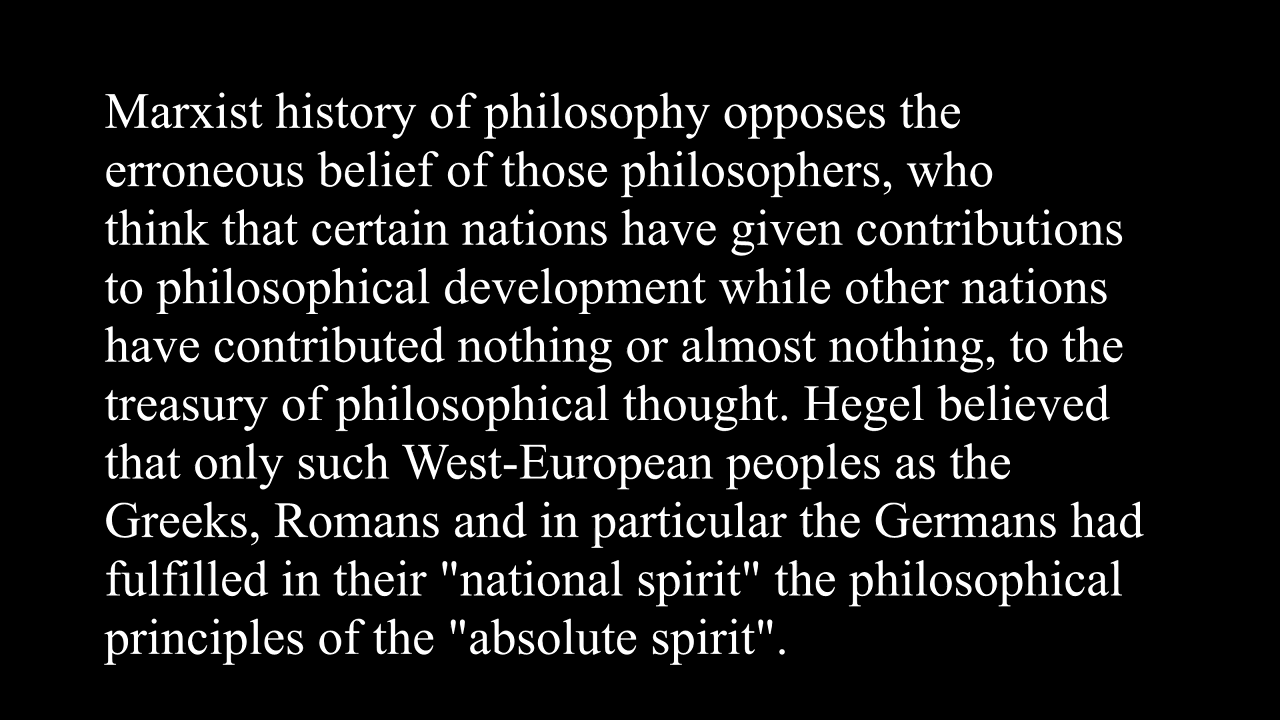 Marxist history of philosophy opposes the
erroneous belief of those philosophers, who
think that certain nations have given contributions
to philosophical development while other nations
have contributed nothing or almost nothing, to the
treasury of philosophical thought. Hegel believed
that only such West-European peoples as the
Greeks, Romans and in particular the Germans had
fulfilled in their "national spirit" the philosophical
principles of the "absolute spirit".